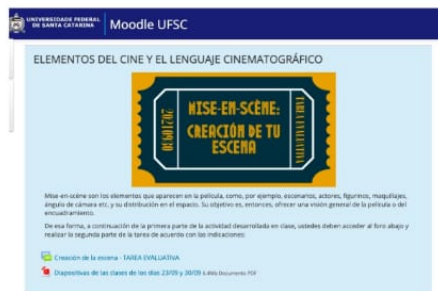 UNIVERSIDADE FEDERAL
DE SANTA CATARINA
Moodle UFSC
ELEMENTOS DEL CINE Y EL LENGUAJE CINEMATOGRÁFICO
MISE-EN-SCÈNE:
CREACIÓN DE TU
ESCENA
TAREA EVALUATIVA
Mise-en-scène son los elementos que aparecen en la película, como, por ejemplo, escenarios, actores, figurinos, maquillajes,
ángulo de cámara etc. y su distribución en el espacio. Su objetivo es, entonces, ofrecer una visión general de la película o del
encuadramiento.
De esa forma, a continuación de la primera parte de la actividad desarrollada en clase, ustedes deben acceder al foro abajo y
realizar la segunda parte de la tarea de acuerdo con las indicaciones:
Creación de la escena - TAREA EVALUATIVA
Diapositivas de las clases de los días 23/09 y 30/09 Documento PDF